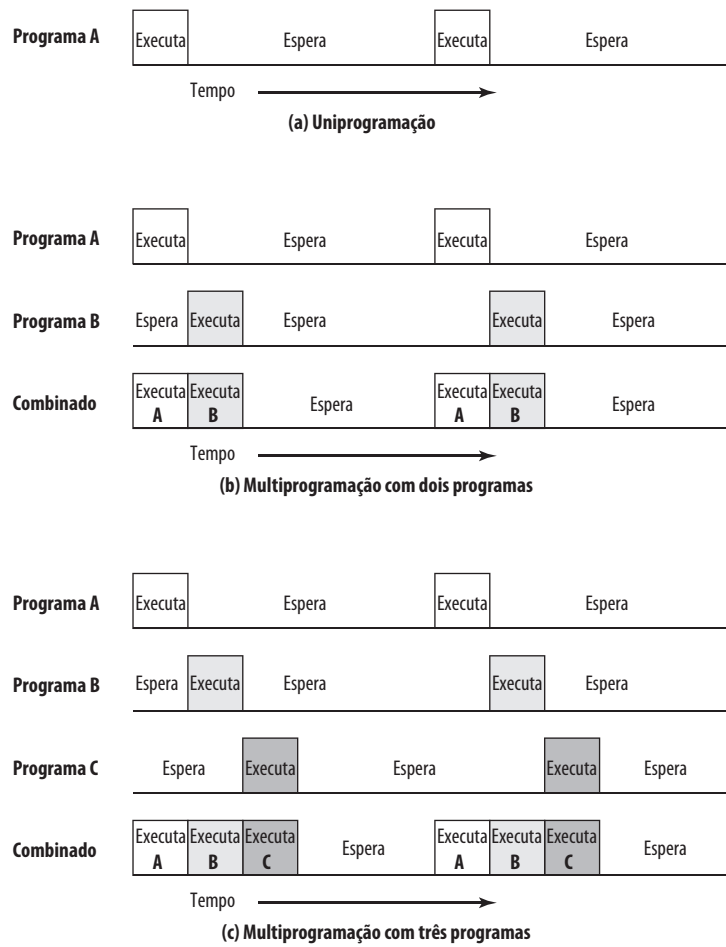 Programa A Executa Espera Executa Espera
Tempo
(a) Uniprogramação
Programa A Executa Espera Executa Espera
Programa B Espera Executa Espera Executa Espera
Combinado Executa A Executa B Espera Executa A Executa B Espera
Tempo
(b) Multiprogramação com dois programas
Programa A Executa Espera Executa Espera
Programa B Espera Executa Espera Executa Espera
Programa C Espera Executa Espera Executa Espera
Combinado Executa A Executa B Executa C Espera Executa A Executa B Executa C Espera
Tempo
(c) Multiprogramação com três programas